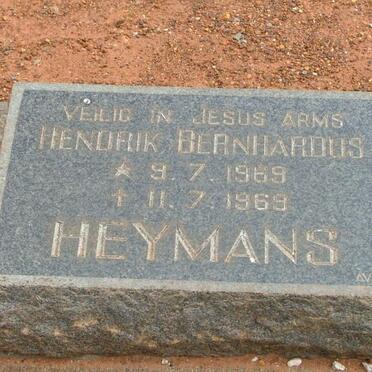 VEILIG IN JESUS ARMS
HENDRIK BERNHARDUS
★ 9.7.1969
† 11.7.1969
HEYMANS